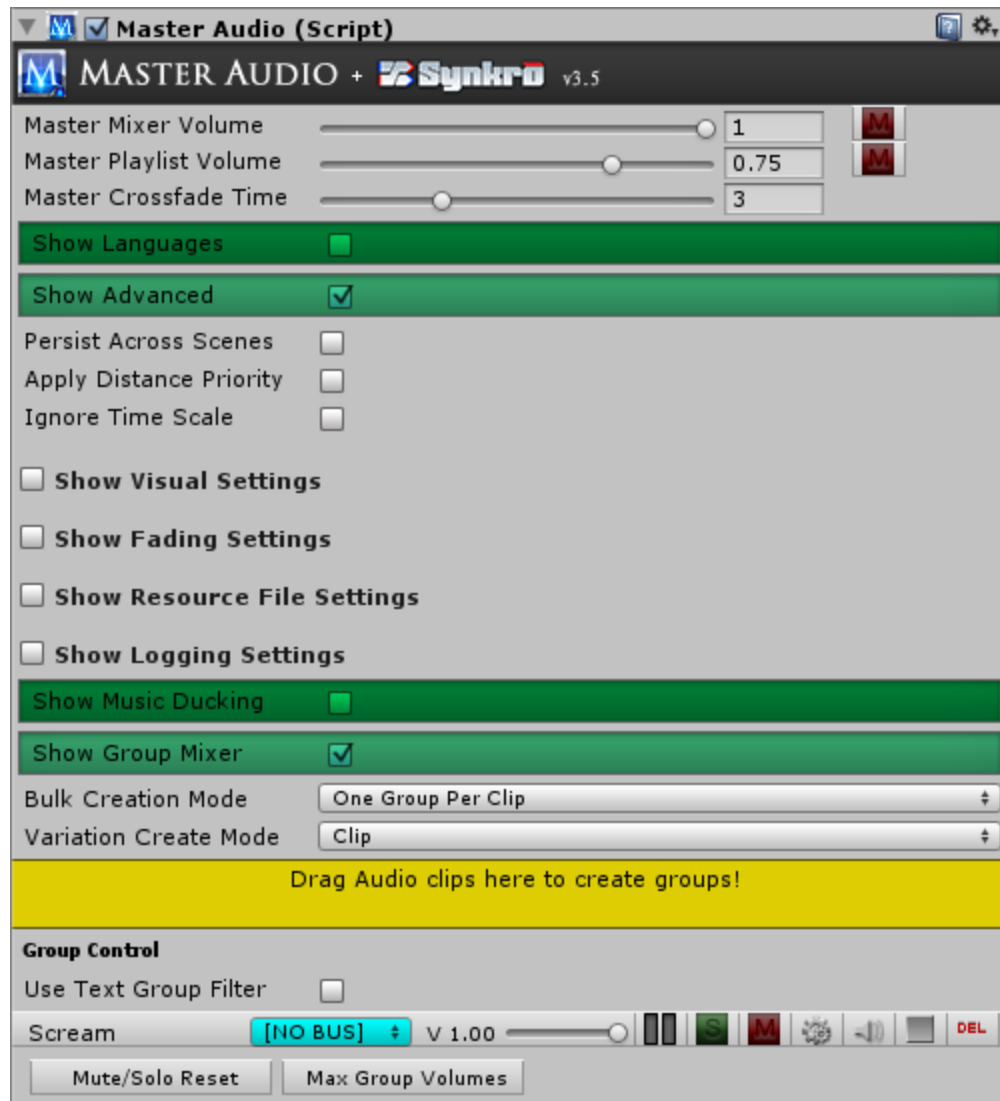 Master Audio (Script)
M MASTER AUDIO + Synkro v3.5
Master Mixer Volume 1 M
Master Playlist Volume 0.75 M
Master Crossfade Time 3
Show Languages
Show Advanced
Persist Across Scenes
Apply Distance Priority
Ignore Time Scale
Show Visual Settings
Show Fading Settings
Show Resource File Settings
Show Logging Settings
Show Music Ducking
Show Group Mixer
Bulk Creation Mode One Group Per Clip
Variation Create Mode Clip
Drag Audio clips here to create groups!
Group Control
Use Text Group Filter
Scream [NO BUS] V 1.00 S M DEL
Mute/Solo Reset Max Group Volumes